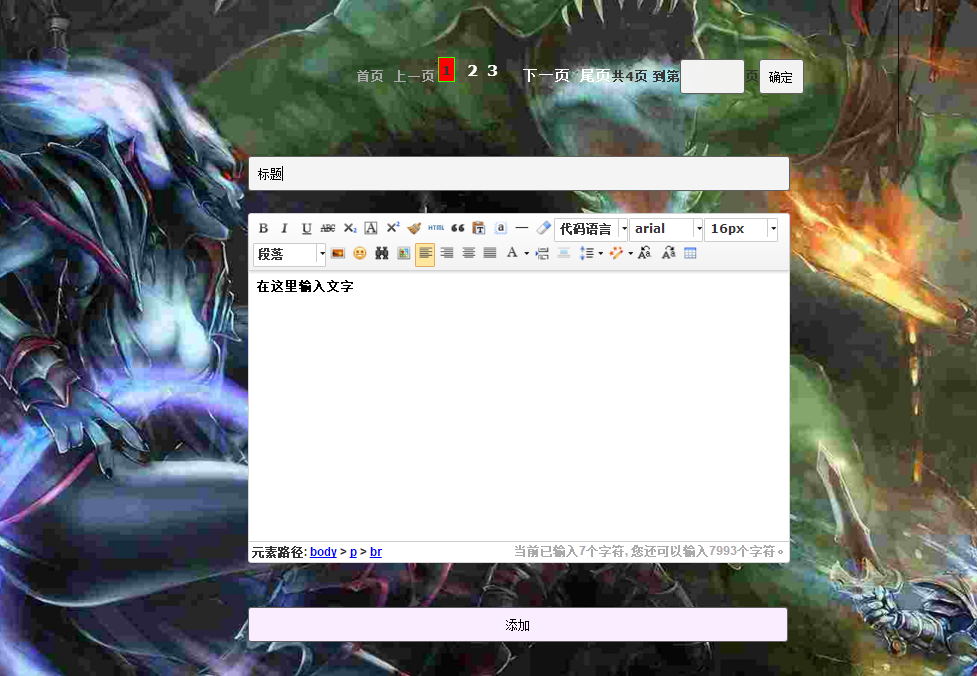 首页 上一页 1 2 3 下一页 尾页共4页 到第 页 确定
标题
B I U ABC X₂ A X² HTML T a 代码语言 arial 16px
段落 A
在这里输入文字
元素路径: body > p > br 当前已输入7个字符, 您还可以输入7993个字符。
添加